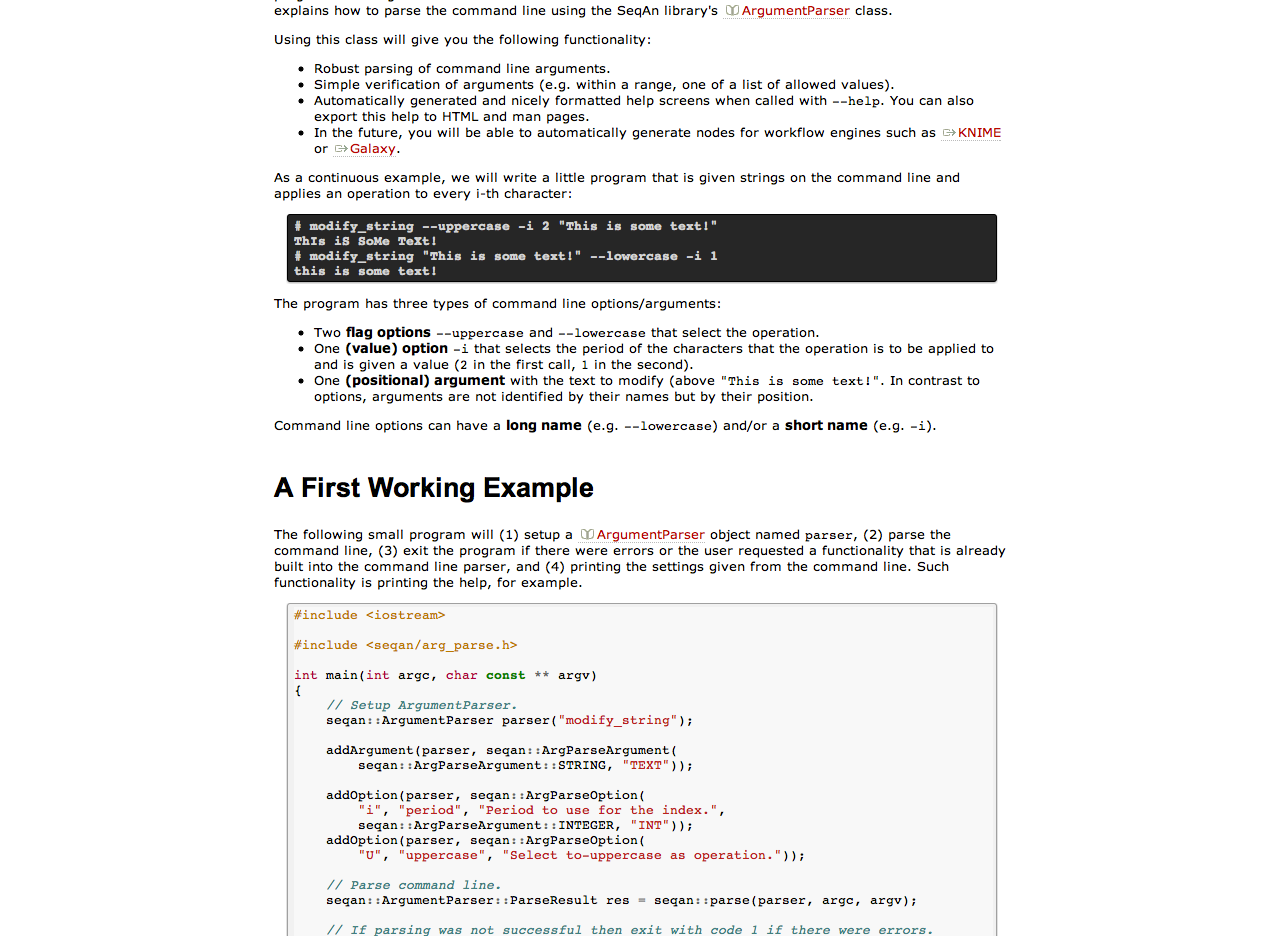 explains how to parse the command line using the SeqAn library's ArgumentParser class.
Using this class will give you the following functionality:
• Robust parsing of command line arguments.
• Simple verification of arguments (e.g. within a range, one of a list of allowed values).
• Automatically generated and nicely formatted help screens when called with --help. You can also
export this help to HTML and man pages.
• In the future, you will be able to automatically generate nodes for workflow engines such as KNIME
or Galaxy.
As a continuous example, we will write a little program that is given strings on the command line and
applies an operation to every i-th character:
# modify_string --uppercase -i 2 "This is some text!"
ThIs iS SoMe TeXt!
# modify_string "This is some text!" --lowercase -i 1
this is some text!
The program has three types of command line options/arguments:
• Two flag options --uppercase and --lowercase that select the operation.
• One (value) option -i that selects the period of the characters that the operation is to be applied to
and is given a value (2 in the first call, 1 in the second).
• One (positional) argument with the text to modify (above "This is some text!". In contrast to
options, arguments are not identified by their names but by their position.
Command line options can have a long name (e.g. --lowercase) and/or a short name (e.g. -i).
A First Working Example
The following small program will (1) setup a ArgumentParser object named parser, (2) parse the
command line, (3) exit the program if there were errors or the user requested a functionality that is already
built into the command line parser, and (4) printing the settings given from the command line. Such
functionality is printing the help, for example.
#include <iostream>
#include <seqan/arg_parse.h>
int main(int argc, char const ** argv)
{
// Setup ArgumentParser.
seqan::ArgumentParser parser("modify_string");
addArgument(parser, seqan::ArgParseArgument(
seqan::ArgParseArgument::STRING, "TEXT"));
addOption(parser, seqan::ArgParseOption(
"i", "period", "Period to use for the index.",
seqan::ArgParseArgument::INTEGER, "INT"));
addOption(parser, seqan::ArgParseOption(
"U", "uppercase", "Select to-uppercase as operation."));
// Parse command line.
seqan::ArgumentParser::ParseResult res = seqan::parse(parser, argc, argv);
// If parsing was not successful then exit with code 1 if there were errors.